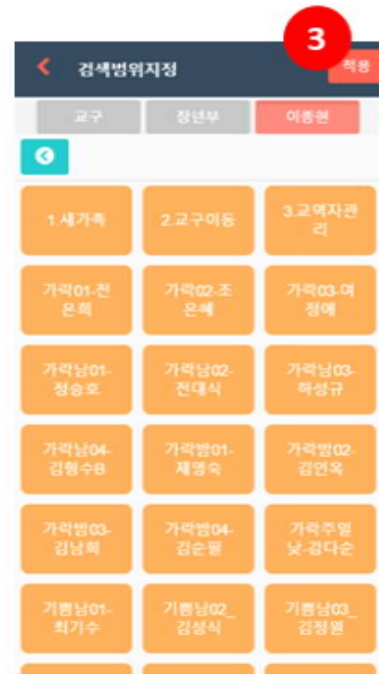 3
검색범위지정
적용
교구 장년부 이종현
1.새가족 2.교구이동 3.교역자관
리
가락01-전 가락02-조 가락03-여
은희 은혜 정애
가락남01- 가락남02- 가락남03-
정승호 전대식 하성규
가락남04- 가락밤01- 가락밤02-
김형수B 제명숙 김연옥
가락밤03- 가락밤04- 가락주일
김남희 김순필 낮-강다순
기쁨남01- 기쁨남02_ 기쁨남03_
최기수 김성식 김정원